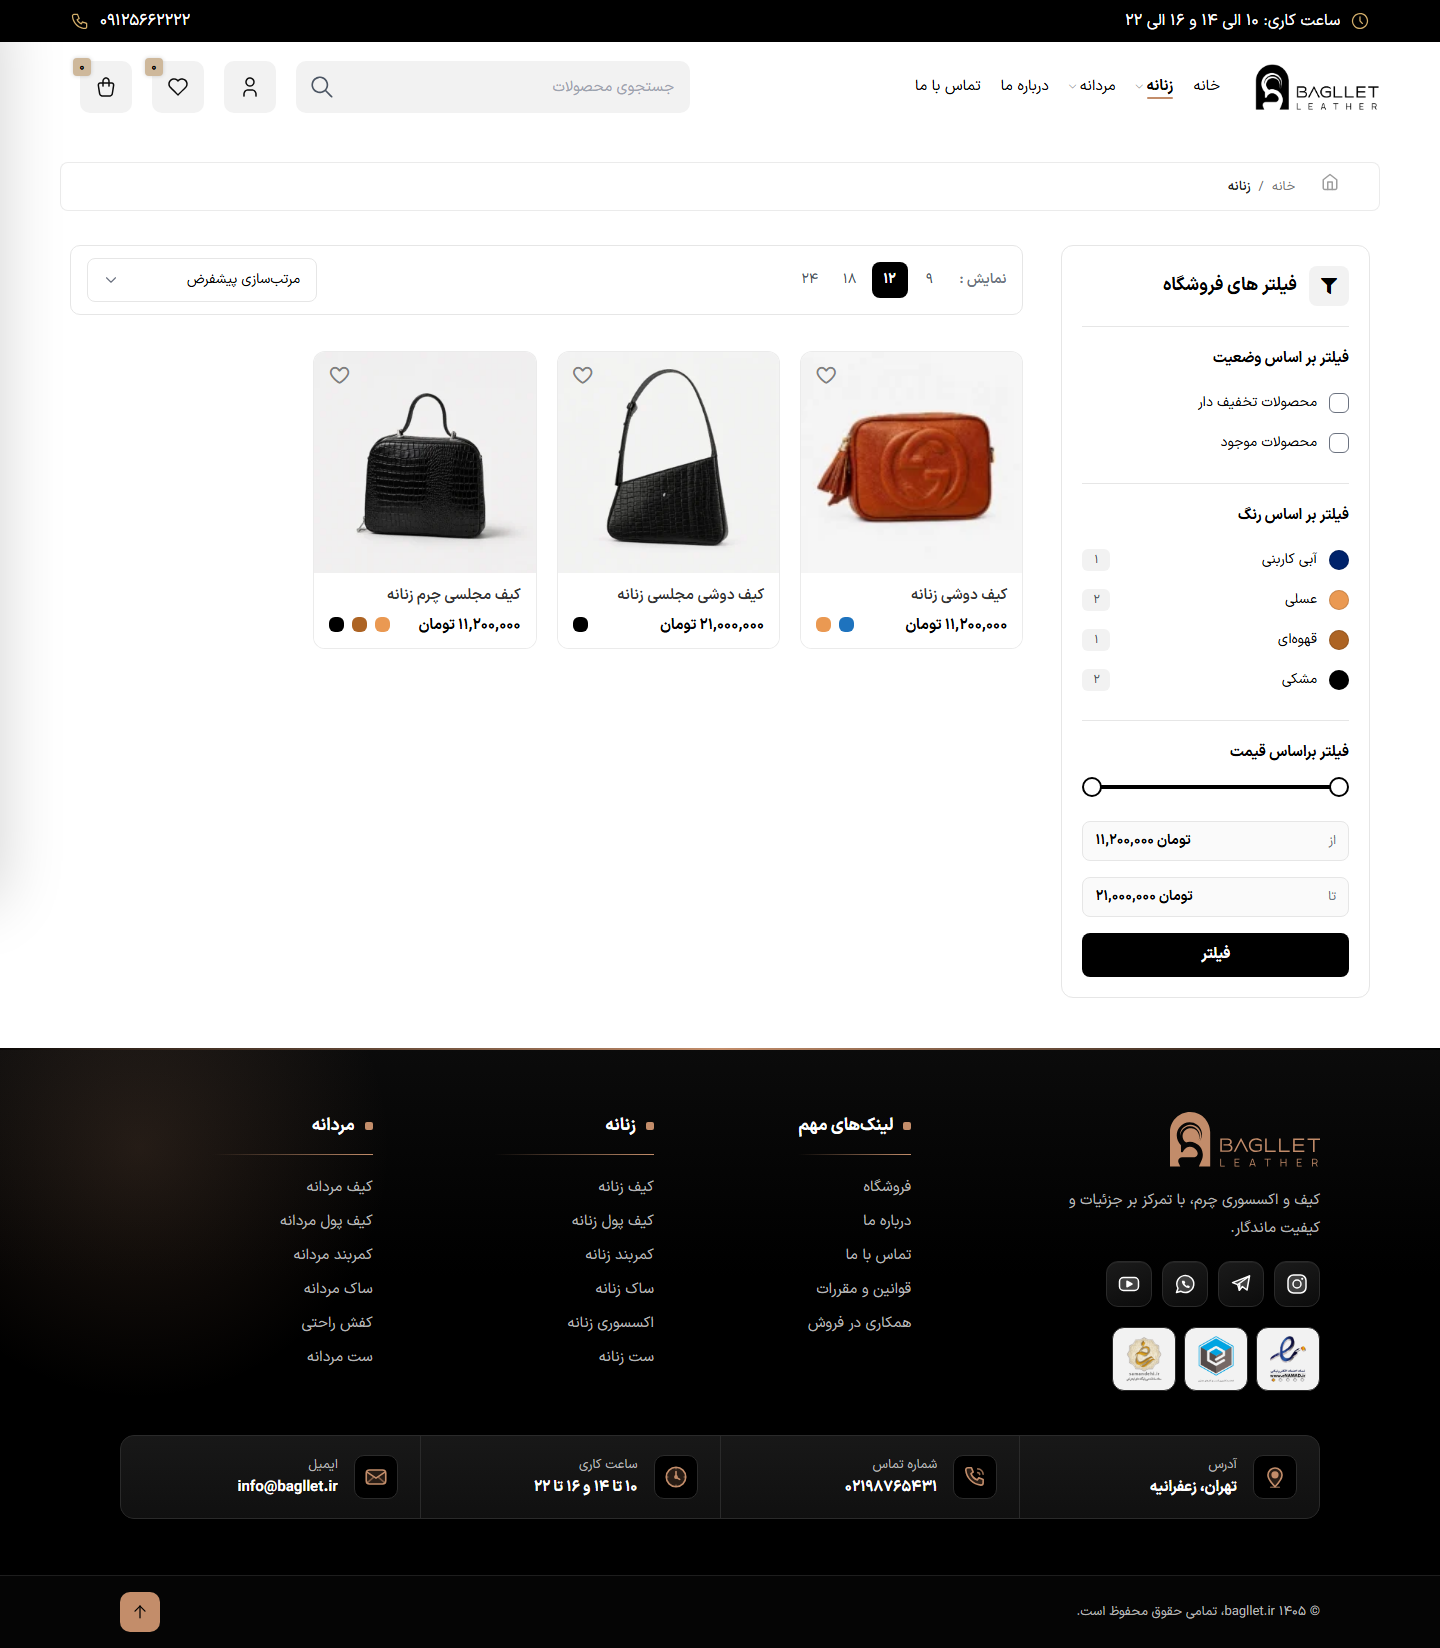 ساعت کاری: ۱۰ الی ۱۴ و ۱۶ الی ۲۲
۰۹۱۲۵۶۶۲۲۲۲
BAGLLET
LEATHER
خانه
زنانه
مردانه
درباره ما
تماس با ما
جستجوی محصولات
۰
۰
خانه / زنانه
فیلتر های فروشگاه
فیلتر بر اساس وضعیت
محصولات تخفیف دار
محصولات موجود
فیلتر بر اساس رنگ
آبی کاربنی ۱
عسلی ۲
قهوه‌ای ۱
مشکی ۲
فیلتر براساس قیمت
از تومان ۱۱,۲۰۰,۰۰۰
تا تومان ۲۱,۰۰۰,۰۰۰
فیلتر
نمایش : ۹ ۱۲ ۱۸ ۲۴
مرتب‌سازی پیشفرض
کیف دوشی زنانه
۱۱,۲۰۰,۰۰۰ تومان
کیف دوشی مجلسی زنانه
۲۱,۰۰۰,۰۰۰ تومان
کیف مجلسی چرم زنانه
۱۱,۲۰۰,۰۰۰ تومان
BAGLLET
LEATHER
کیف و اکسسوری چرم، با تمرکز بر جزئیات و
کیفیت ماندگار.
لینک‌های مهم
فروشگاه
درباره ما
تماس با ما
قوانین و مقررات
همکاری در فروش
زنانه
کیف زنانه
کیف پول زنانه
کمربند زنانه
ساک زنانه
اکسسوری زنانه
ست زنانه
مردانه
کیف مردانه
کیف پول مردانه
کمربند مردانه
ساک مردانه
کفش راحتی
ست مردانه
آدرس
تهران، زعفرانیه
شماره تماس
۰۲۱۹۸۷۶۵۴۳۱
ساعت کاری
۱۰ تا ۱۴ و ۱۶ تا ۲۲
ایمیل
info@bagllet.ir
© ۱۴۰۵ bagllet.ir، تمامی حقوق محفوظ است.